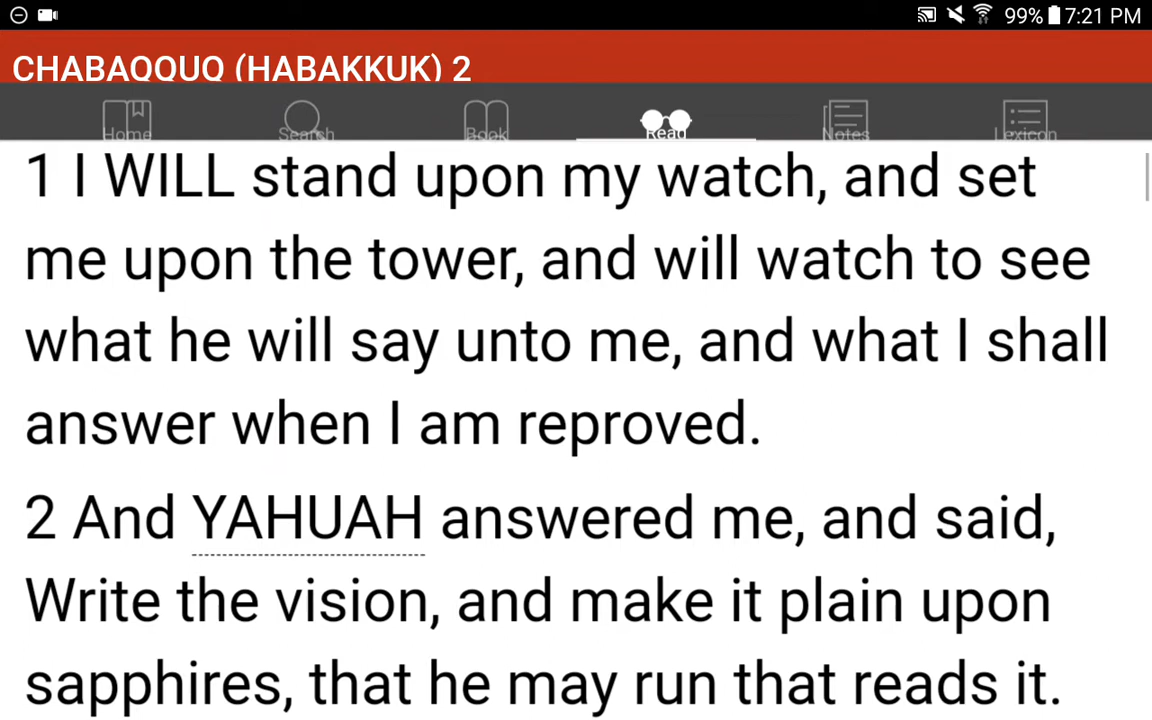 99% 7:21 PM
CHABAQQUQ (HABAKKUK) 2
Home Search Book Read Notes Lexicon
1 I WILL stand upon my watch, and set
me upon the tower, and will watch to see
what he will say unto me, and what I shall
answer when I am reproved.
2 And YAHUAH answered me, and said,
Write the vision, and make it plain upon
sapphires, that he may run that reads it.